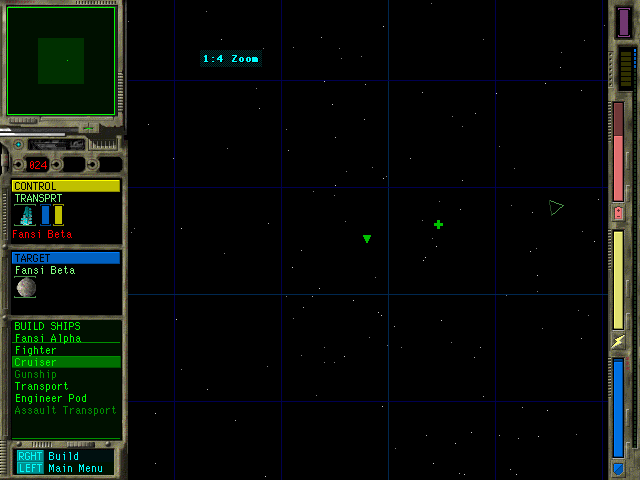 1:4 Zoom
024
CONTROL
TRANSPRT
Fansi Beta
TARGET
Fansi Beta
BUILD SHIPS
Fansi Alpha
Fighter
Cruiser
Gunship
Transport
Engineer Pod
Assault Transport
RGHT Build
LEFT Main Menu